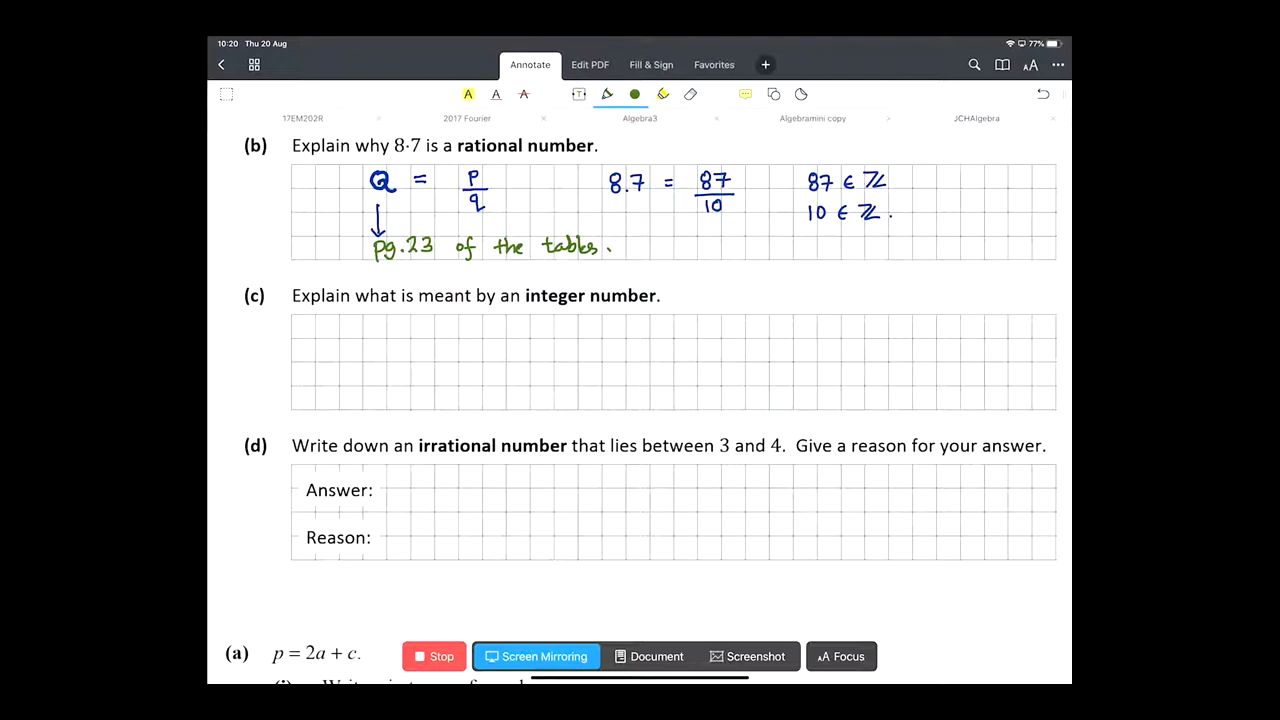 10:20 Thu 20 Aug 77%
Annotate Edit PDF Fill & Sign Favorites + AA
A A A T
17EM202R × 2017 Fourier × Algebra3 × Algebramini copy × JCHAlgebra ×
(b) Explain why 8·7 is a rational number.
Q = p/q 8.7 = 87/10 87 ∈ ℤ
10 ∈ ℤ.
pg.23 of the tables.
(c) Explain what is meant by an integer number.
(d) Write down an irrational number that lies between 3 and 4. Give a reason for your answer.
Answer:
Reason:
(a) p = 2a + c.
Stop Screen Mirroring Document Screenshot AA Focus